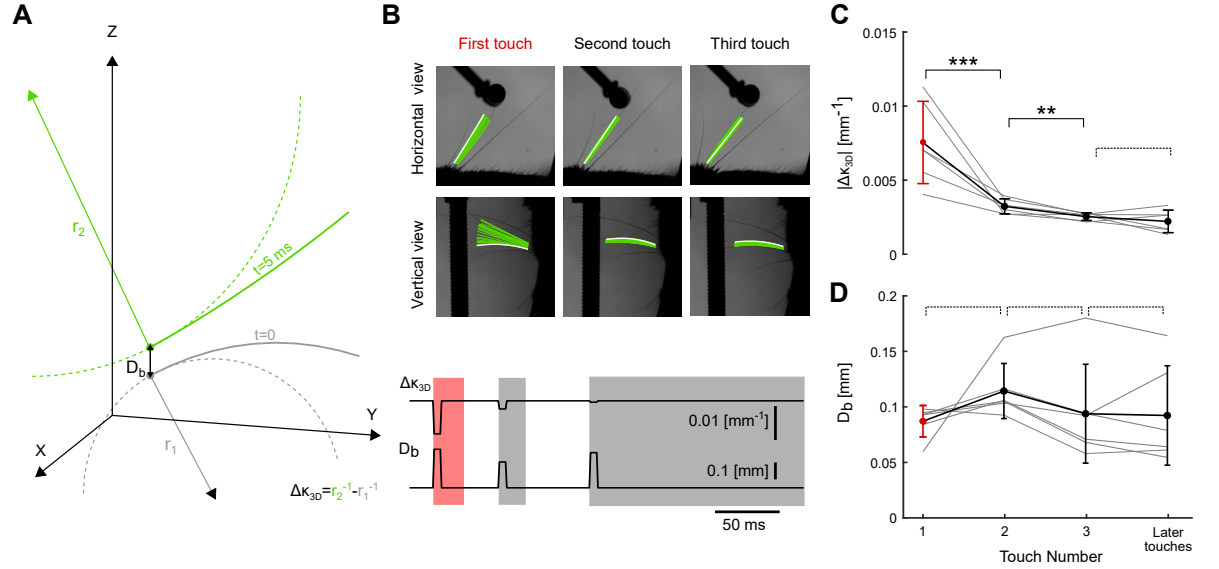 A
Z
r₂
t=5 ms
t=0
D_b
X
Y
r₁
Δκ₃D=r₂⁻¹-r₁⁻¹
B
First touch
Second touch
Third touch
Horizontal view
Vertical view
Δκ₃D
0.01 [mm⁻¹]
D_b
0.1 [mm]
50 ms
C
0.015
0.01
0.005
0
|Δκ₃D| [mm⁻¹]
***
**
D
0.2
0.15
0.1
0.05
0
D_b [mm]
1
2
3
Later
touches
Touch Number